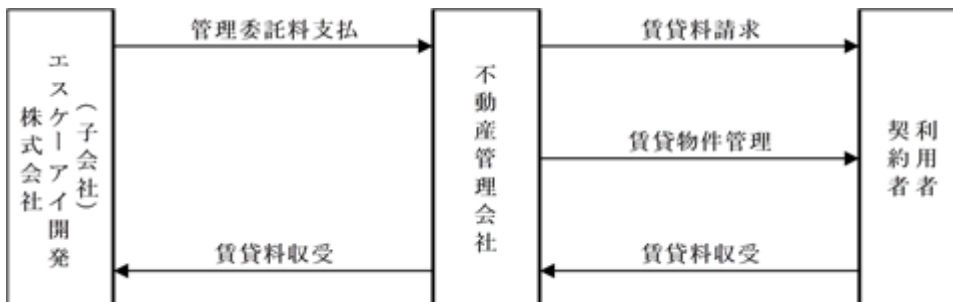 （子会社）
エスケーアイ開発
株式会社
管理委託料支払
賃貸料収受
不動産管理会社
賃貸料請求
賃貸物件管理
賃貸料収受
利用者
契約者